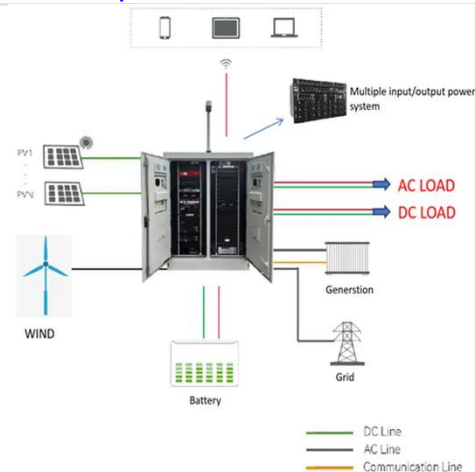 Multiple input/output power
system
PV1
PVN
AC LOAD
DC LOAD
WIND
Generstion
Grid
Battery
DC Line
AC Line
Communication Line